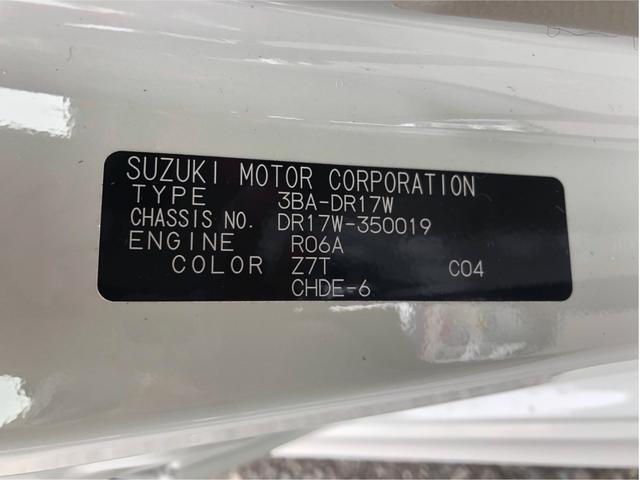 SUZUKI MOTOR CORPORATION
TYPE 3BA-DR17W
CHASSIS NO. DR17W-350019
ENGINE R06A
COLOR Z7T C04
CHDE-6